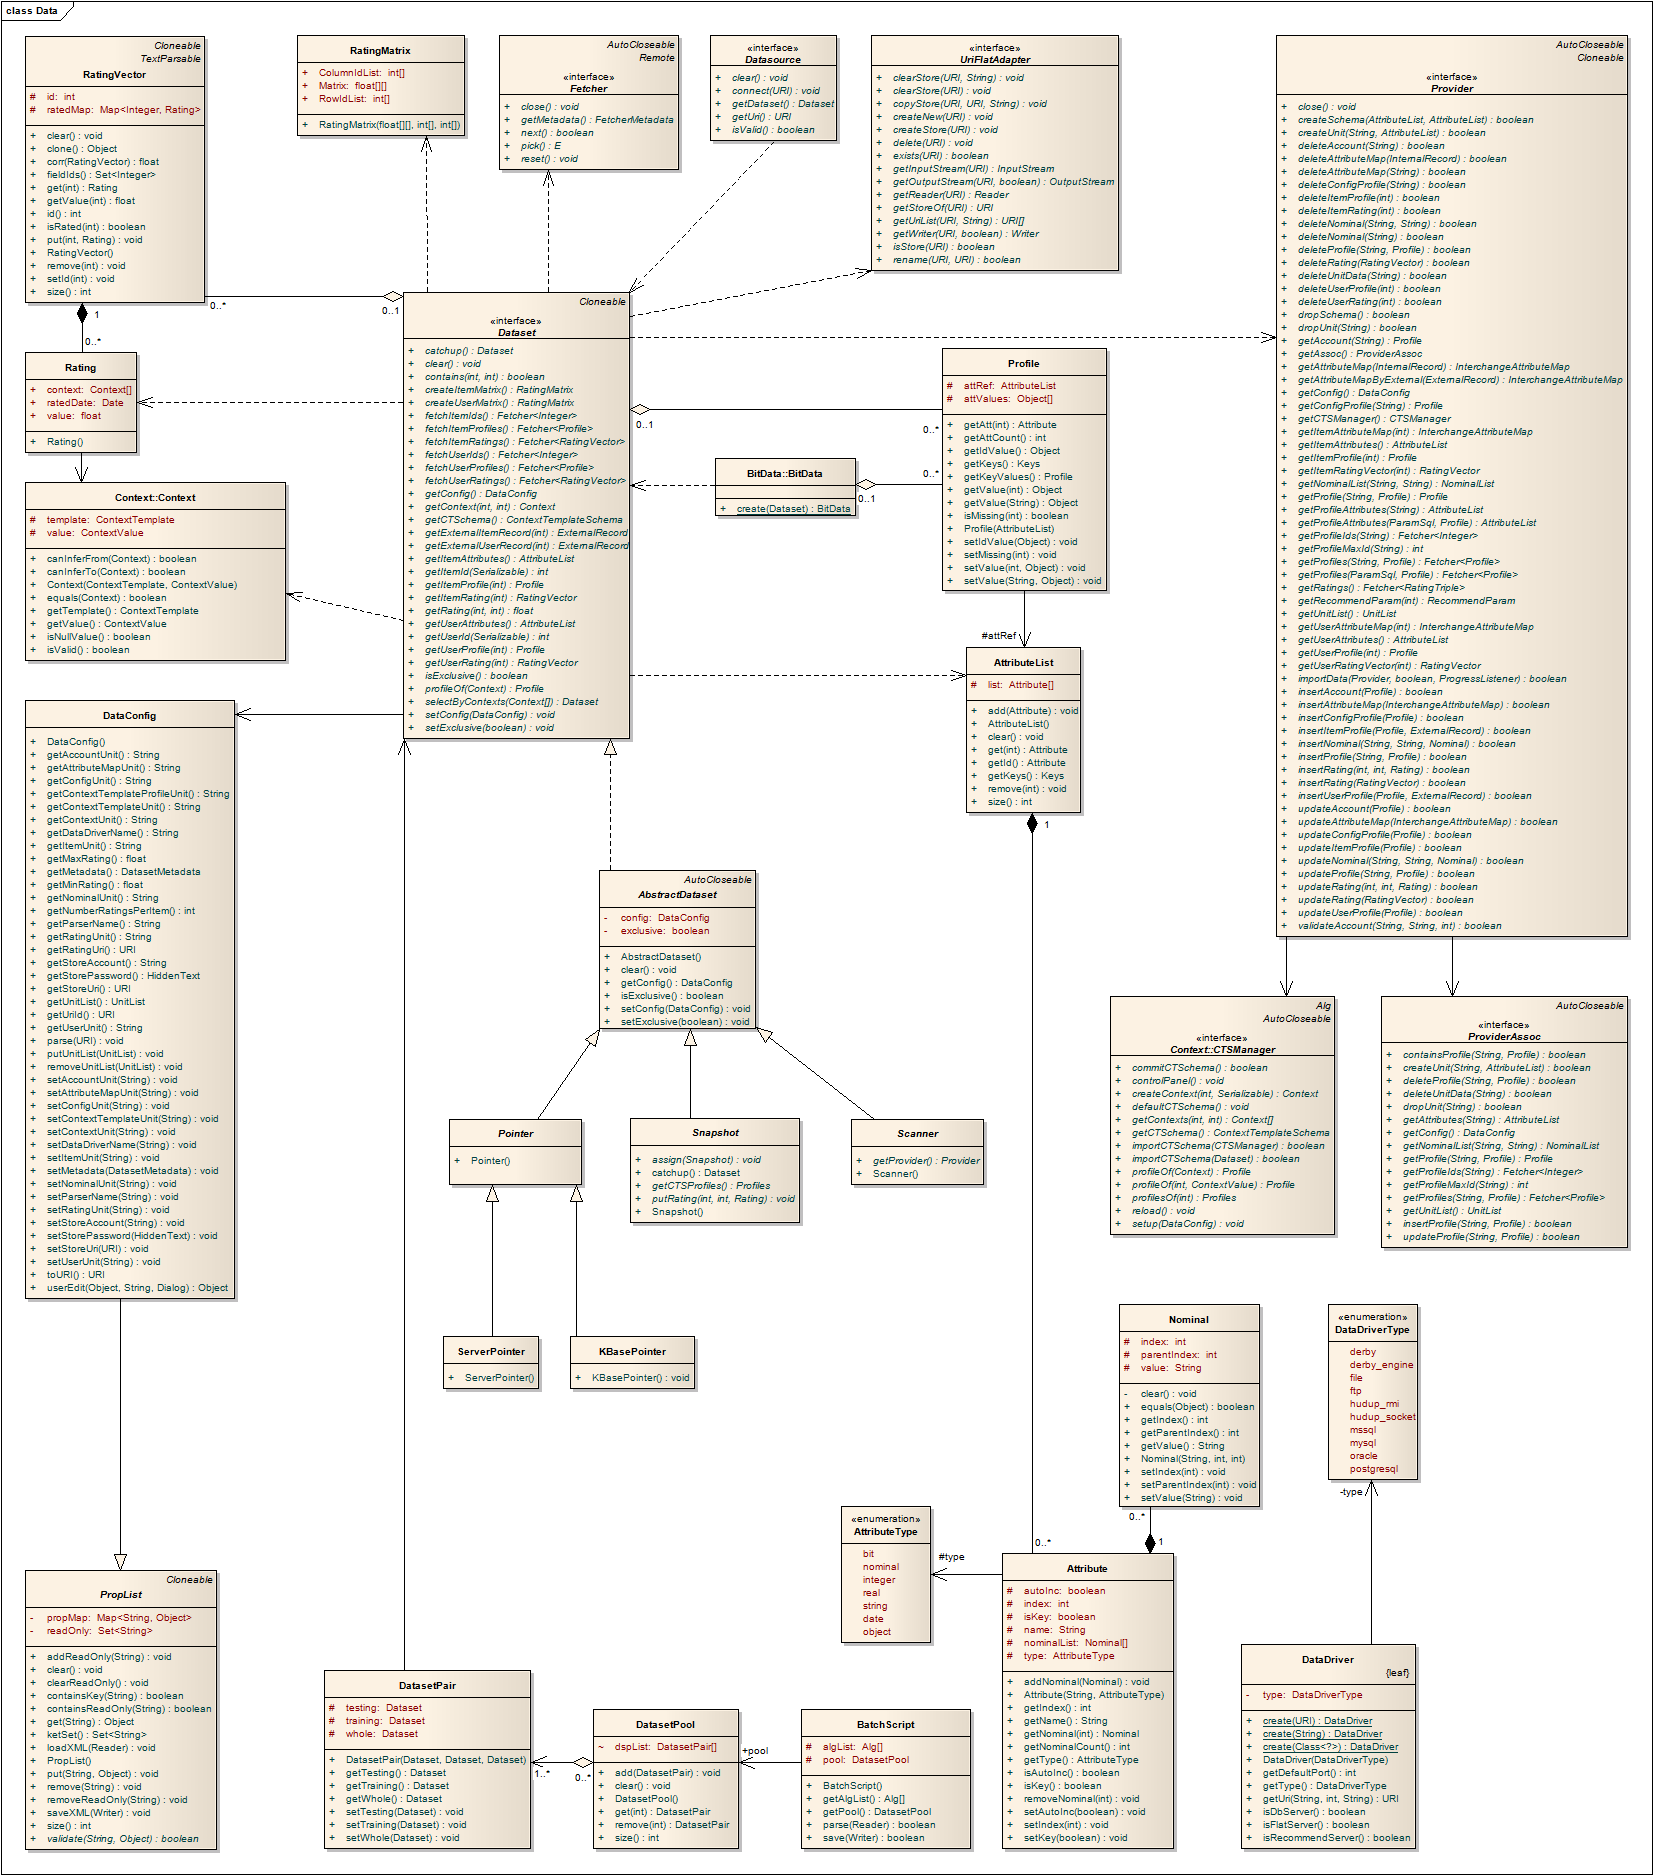 class Data
Cloneable
TextParsable
RatingVector
# id: int
# ratedMap: Map<Integer, Rating>
+ clear() : void
+ clone() : Object
+ corr(RatingVector) : float
+ fieldIds() : Set<Integer>
+ get(int) : Rating
+ getValue(int) : float
+ id() : int
+ isRated(int) : boolean
+ put(int, Rating) : void
+ RatingVector()
+ remove(int) : void
+ setId(int) : void
+ size() : int
RatingMatrix
+ ColumnIdList: int[]
+ Matrix: float[][]
+ RowIdList: int[]
+ RatingMatrix(float[][], int[], int[])
AutoCloseable
Remote
«interface»
Fetcher
+ close() : void
+ getMetadata() : FetcherMetadata
+ next() : boolean
+ pick() : E
+ reset() : void
«interface»
Datasource
+ clear() : void
+ connect(URI) : void
+ getDataset() : Dataset
+ getUri() : URI
+ isValid() : boolean
«interface»
UriFlatAdapter
+ clearStore(URI, String) : void
+ clearStore(URI) : void
+ copyStore(URI, URI, String) : void
+ createNew(URI) : void
+ createStore(URI) : void
+ delete(URI) : void
+ exists(URI) : boolean
+ getInputStream(URI) : InputStream
+ getOutputStream(URI, boolean) : OutputStream
+ getReader(URI) : Reader
+ getStoreOf(URI) : URI
+ getUriList(URI, String) : URI[]
+ getWriter(URI, boolean) : Writer
+ isStore(URI) : boolean
+ rename(URI, URI) : boolean
AutoCloseable
Cloneable
«interface»
Provider
+ close() : void
+ createSchema(AttributeList, AttributeList) : boolean
+ createUnit(String, AttributeList) : boolean
+ deleteAccount(String) : boolean
+ deleteAttributeMap(InternalRecord) : boolean
+ deleteAttributeMap(String) : boolean
+ deleteConfigProfile(String) : boolean
+ deleteItemProfile(int) : boolean
+ deleteItemRating(int) : boolean
+ deleteNominal(String, String) : boolean
+ deleteNominal(String) : boolean
+ deleteProfile(String, Profile) : boolean
+ deleteRating(RatingVector) : boolean
+ deleteUnitData(String) : boolean
+ deleteUserProfile(int) : boolean
+ deleteUserRating(int) : boolean
+ dropSchema() : boolean
+ dropUnit(String) : boolean
+ getAccount(String) : Profile
+ getAssoc() : ProviderAssoc
+ getAttributeMap(InternalRecord) : InterchangeAttributeMap
+ getAttributeMapByExternal(ExternalRecord) : InterchangeAttributeMap
+ getConfig() : DataConfig
+ getConfigProfile(String) : Profile
+ getCTSManager() : CTSManager
+ getItemAttributeMap(int) : InterchangeAttributeMap
+ getItemAttributes() : AttributeList
+ getItemProfile(int) : Profile
+ getItemRatingVector(int) : RatingVector
+ getNominalList(String, String) : NominalList
+ getProfile(String, Profile) : Profile
+ getProfileAttributes(String) : AttributeList
+ getProfileAttributes(ParamSql, Profile) : AttributeList
+ getProfileIds(String) : Fetcher<Integer>
+ getProfileMaxId(String) : int
+ getProfiles(String, Profile) : Fetcher<Profile>
+ getProfiles(ParamSql, Profile) : Fetcher<Profile>
+ getRatings() : Fetcher<RatingTriple>
+ getRecommendParam(int) : RecommendParam
+ getUnitList() : UnitList
+ getUserAttributeMap(int) : InterchangeAttributeMap
+ getUserAttributes() : AttributeList
+ getUserProfile(int) : Profile
+ getUserRatingVector(int) : RatingVector
+ importData(Provider, boolean, ProgressListener) : boolean
+ insertAccount(Profile) : boolean
+ insertAttributeMap(InterchangeAttributeMap) : boolean
+ insertConfigProfile(Profile) : boolean
+ insertItemProfile(Profile, ExternalRecord) : boolean
+ insertNominal(String, String, Nominal) : boolean
+ insertProfile(String, Profile) : boolean
+ insertRating(int, int, Rating) : boolean
+ insertRating(RatingVector) : boolean
+ insertUserProfile(Profile, ExternalRecord) : boolean
+ updateAccount(Profile) : boolean
+ updateAttributeMap(InterchangeAttributeMap) : boolean
+ updateConfigProfile(Profile) : boolean
+ updateItemProfile(Profile) : boolean
+ updateNominal(String, String, Nominal) : boolean
+ updateProfile(String, Profile) : boolean
+ updateRating(int, int, Rating) : boolean
+ updateRating(RatingVector) : boolean
+ updateUserProfile(Profile) : boolean
+ validateAccount(String, String, int) : boolean
0..*
0..1
1
0..*
Cloneable
«interface»
Dataset
+ catchup() : Dataset
+ clear() : void
+ contains(int, int) : boolean
+ createItemMatrix() : RatingMatrix
+ createUserMatrix() : RatingMatrix
+ fetchItemIds() : Fetcher<Integer>
+ fetchItemProfiles() : Fetcher<Profile>
+ fetchItemRatings() : Fetcher<RatingVector>
+ fetchUserIds() : Fetcher<Integer>
+ fetchUserProfiles() : Fetcher<Profile>
+ fetchUserRatings() : Fetcher<RatingVector>
+ getConfig() : DataConfig
+ getContext(int, int) : Context
+ getCTSchema() : ContextTemplateSchema
+ getExternalItemRecord(int) : ExternalRecord
+ getExternalUserRecord(int) : ExternalRecord
+ getItemAttributes() : AttributeList
+ getItemId(Serializable) : int
+ getItemProfile(int) : Profile
+ getItemRating(int) : RatingVector
+ getRating(int, int) : float
+ getUserAttributes() : AttributeList
+ getUserId(Serializable) : int
+ getUserProfile(int) : Profile
+ getUserRating(int) : RatingVector
+ isExclusive() : boolean
+ profileOf(Context) : Profile
+ selectByContexts(Context[]) : Dataset
+ setConfig(DataConfig) : void
+ setExclusive(boolean) : void
Rating
+ context: Context[]
+ ratedDate: Date
+ value: float
+ Rating()
Context::Context
# template: ContextTemplate
# value: ContextValue
+ canInferFrom(Context) : boolean
+ canInferTo(Context) : boolean
+ Context(ContextTemplate, ContextValue)
+ equals(Context) : boolean
+ getTemplate() : ContextTemplate
+ getValue() : ContextValue
+ isNullValue() : boolean
+ isValid() : boolean
0..1
0..*
Profile
# attRef: AttributeList
# attValues: Object[]
+ getAtt(int) : Attribute
+ getAttCount() : int
+ getIdValue() : Object
+ getKeys() : Keys
+ getKeyValues() : Profile
+ getValue(int) : Object
+ getValue(String) : Object
+ isMissing(int) : boolean
+ Profile(AttributeList)
+ setIdValue(Object) : void
+ setMissing(int) : void
+ setValue(int, Object) : void
+ setValue(String, Object) : void
BitData::BitData
+ create(Dataset) : BitData
0..*
0..1
#attRef
AttributeList
# list: Attribute[]
+ add(Attribute) : void
+ AttributeList()
+ clear() : void
+ get(int) : Attribute
+ getId() : Attribute
+ getKeys() : Keys
+ remove(int) : void
+ size() : int
1
DataConfig
+ DataConfig()
+ getAccountUnit() : String
+ getAttributeMapUnit() : String
+ getConfigUnit() : String
+ getContextTemplateProfileUnit() : String
+ getContextTemplateUnit() : String
+ getContextUnit() : String
+ getDataDriverName() : String
+ getItemUnit() : String
+ getMaxRating() : float
+ getMetadata() : DatasetMetadata
+ getMinRating() : float
+ getNominalUnit() : String
+ getNumberRatingsPerItem() : int
+ getParserName() : String
+ getRatingUnit() : String
+ getRatingUri() : URI
+ getStoreAccount() : String
+ getStorePassword() : HiddenText
+ getStoreUri() : URI
+ getUnitList() : UnitList
+ getUriId() : URI
+ getUserUnit() : String
+ parse(URI) : void
+ putUnitList(UnitList) : void
+ removeUnitList(UnitList) : void
+ setAccountUnit(String) : void
+ setAttributeMapUnit(String) : void
+ setConfigUnit(String) : void
+ setContextTemplateUnit(String) : void
+ setContextUnit(String) : void
+ setDataDriverName(String) : void
+ setItemUnit(String) : void
+ setMetadata(DatasetMetadata) : void
+ setNominalUnit(String) : void
+ setParserName(String) : void
+ setRatingUnit(String) : void
+ setStoreAccount(String) : void
+ setStorePassword(HiddenText) : void
+ setStoreUri(URI) : void
+ setUserUnit(String) : void
+ toURI() : URI
+ userEdit(Object, String, Dialog) : Object
AutoCloseable
AbstractDataset
- config: DataConfig
- exclusive: boolean
+ AbstractDataset()
+ clear() : void
+ getConfig() : DataConfig
+ isExclusive() : boolean
+ setConfig(DataConfig) : void
+ setExclusive(boolean) : void
Pointer
+ Pointer()
Snapshot
+ assign(Snapshot) : void
+ catchup() : Dataset
+ getCTSProfiles() : Profiles
+ putRating(int, int, Rating) : void
+ Snapshot()
Scanner
+ getProvider() : Provider
+ Scanner()
Alg
AutoCloseable
«interface»
Context::CTSManager
+ commitCTSchema() : boolean
+ controlPanel() : void
+ createContext(int, Serializable) : Context
+ defaultCTSchema() : void
+ getContexts(int, int) : Context[]
+ getCTSchema() : ContextTemplateSchema
+ importCTSchema(CTSManager) : boolean
+ importCTSchema(Dataset) : boolean
+ profileOf(Context) : Profile
+ profileOf(int, ContextValue) : Profile
+ profilesOf(int) : Profiles
+ reload() : void
+ setup(DataConfig) : void
AutoCloseable
«interface»
ProviderAssoc
+ containsProfile(String, Profile) : boolean
+ createUnit(String, AttributeList) : boolean
+ deleteProfile(String, Profile) : boolean
+ deleteUnitData(String) : boolean
+ dropUnit(String) : boolean
+ getAttributes(String) : AttributeList
+ getConfig() : DataConfig
+ getNominalList(String, String) : NominalList
+ getProfile(String, Profile) : Profile
+ getProfileIds(String) : Fetcher<Integer>
+ getProfileMaxId(String) : int
+ getProfiles(String, Profile) : Fetcher<Profile>
+ getUnitList() : UnitList
+ insertProfile(String, Profile) : boolean
+ updateProfile(String, Profile) : boolean
ServerPointer
+ ServerPointer()
KBasePointer
+ KBasePointer() : void
Nominal
# index: int
# parentIndex: int
# value: String
- clear() : void
+ equals(Object) : boolean
+ getIndex() : int
+ getParentIndex() : int
+ getValue() : String
+ Nominal(String, int, int)
+ setIndex(int) : void
+ setParentIndex(int) : void
+ setValue(String) : void
0..*
1
«enumeration»
DataDriverType
derby
derby_engine
file
ftp
hudup_rmi
hudup_socket
mssql
mysql
oracle
postgresql
-type
«enumeration»
AttributeType
bit
nominal
integer
real
string
date
object
#type
0..*
Attribute
# autoInc: boolean
# index: int
# isKey: boolean
# name: String
# nominalList: Nominal[]
# type: AttributeType
+ addNominal(Nominal) : void
+ Attribute(String, AttributeType)
+ getIndex() : int
+ getName() : String
+ getNominal(int) : Nominal
+ getNominalCount() : int
+ getType() : AttributeType
+ isAutoInc() : boolean
+ isKey() : boolean
+ removeNominal(int) : void
+ setAutoInc(boolean) : void
+ setIndex(int) : void
+ setKey(boolean) : void
Cloneable
PropList
- propMap: Map<String, Object>
- readOnly: Set<String>
+ addReadOnly(String) : void
+ clear() : void
+ clearReadOnly() : void
+ containsKey(String) : boolean
+ containsReadOnly(String) : boolean
+ get(String) : Object
+ ketSet() : Set<String>
+ loadXML(Reader) : void
+ PropList()
+ put(String, Object) : void
+ remove(String) : void
+ removeReadOnly(String) : void
+ saveXML(Writer) : void
+ size() : int
+ validate(String, Object) : boolean
DatasetPair
# testing: Dataset
# training: Dataset
# whole: Dataset
+ DatasetPair(Dataset, Dataset, Dataset)
+ getTesting() : Dataset
+ getTraining() : Dataset
+ getWhole() : Dataset
+ setTesting(Dataset) : void
+ setTraining(Dataset) : void
+ setWhole(Dataset) : void
1..*
0..*
DatasetPool
~ dspList: DatasetPair[]
+ add(DatasetPair) : void
+ clear() : void
+ DatasetPool()
+ get(int) : DatasetPair
+ remove(int) : DatasetPair
+ size() : int
+pool
BatchScript
# algList: Alg[]
# pool: DatasetPool
+ BatchScript()
+ getAlgList() : Alg[]
+ getPool() : DatasetPool
+ parse(Reader) : boolean
+ save(Writer) : boolean
DataDriver
{leaf}
- type: DataDriverType
+ create(URI) : DataDriver
+ create(String) : DataDriver
+ create(Class<?>) : DataDriver
+ DataDriver(DataDriverType)
+ getDefaultPort() : int
+ getType() : DataDriverType
+ getUri(String, int, String) : URI
+ isDbServer() : boolean
+ isFlatServer() : boolean
+ isRecommendServer() : boolean